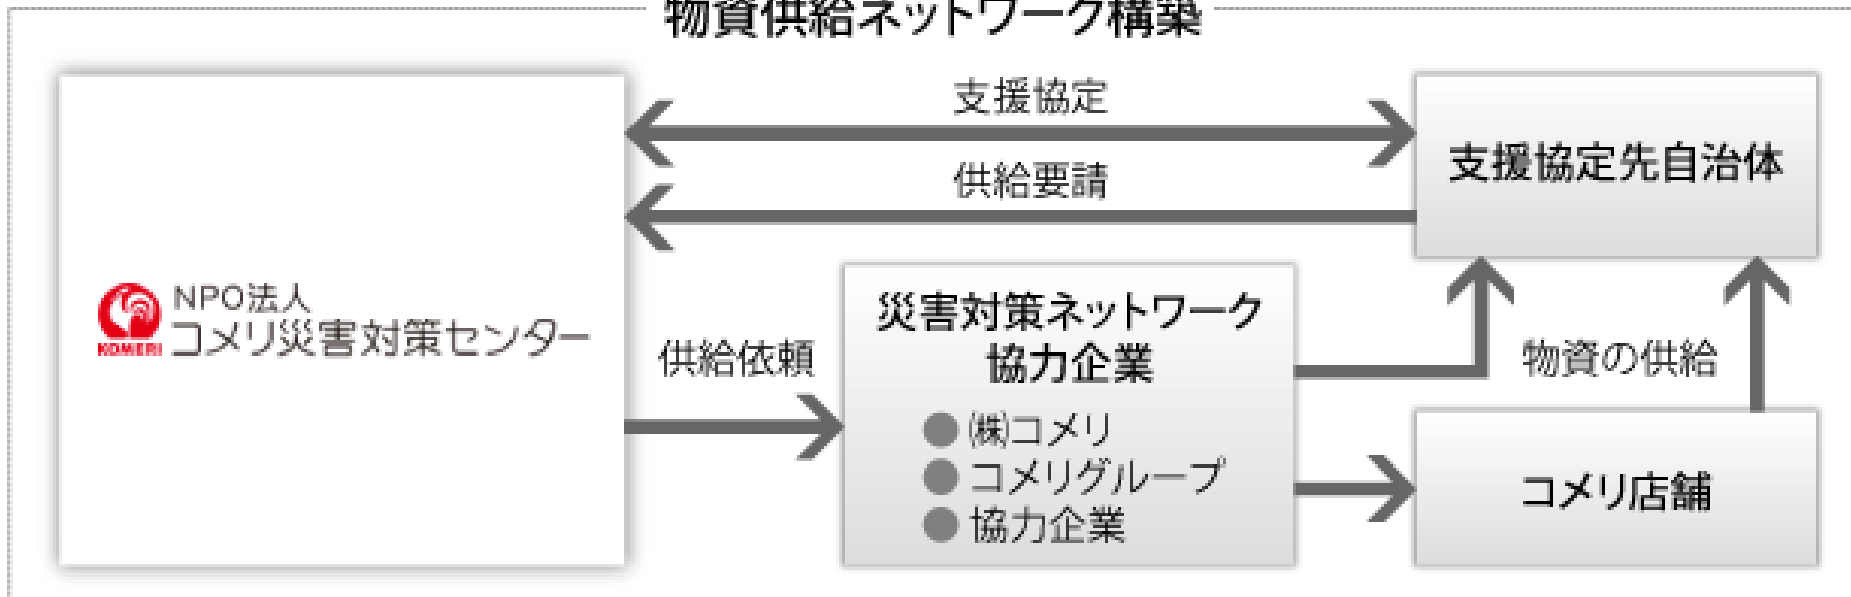 物資供給ネットワーク構築
支援協定
供給要請
支援協定先自治体
NPO法人
コメリ災害対策センター
KOMERI
供給依頼
災害対策ネットワーク
協力企業
● ㈱コメリ
● コメリグループ
● 協力企業
物資の供給
コメリ店舗